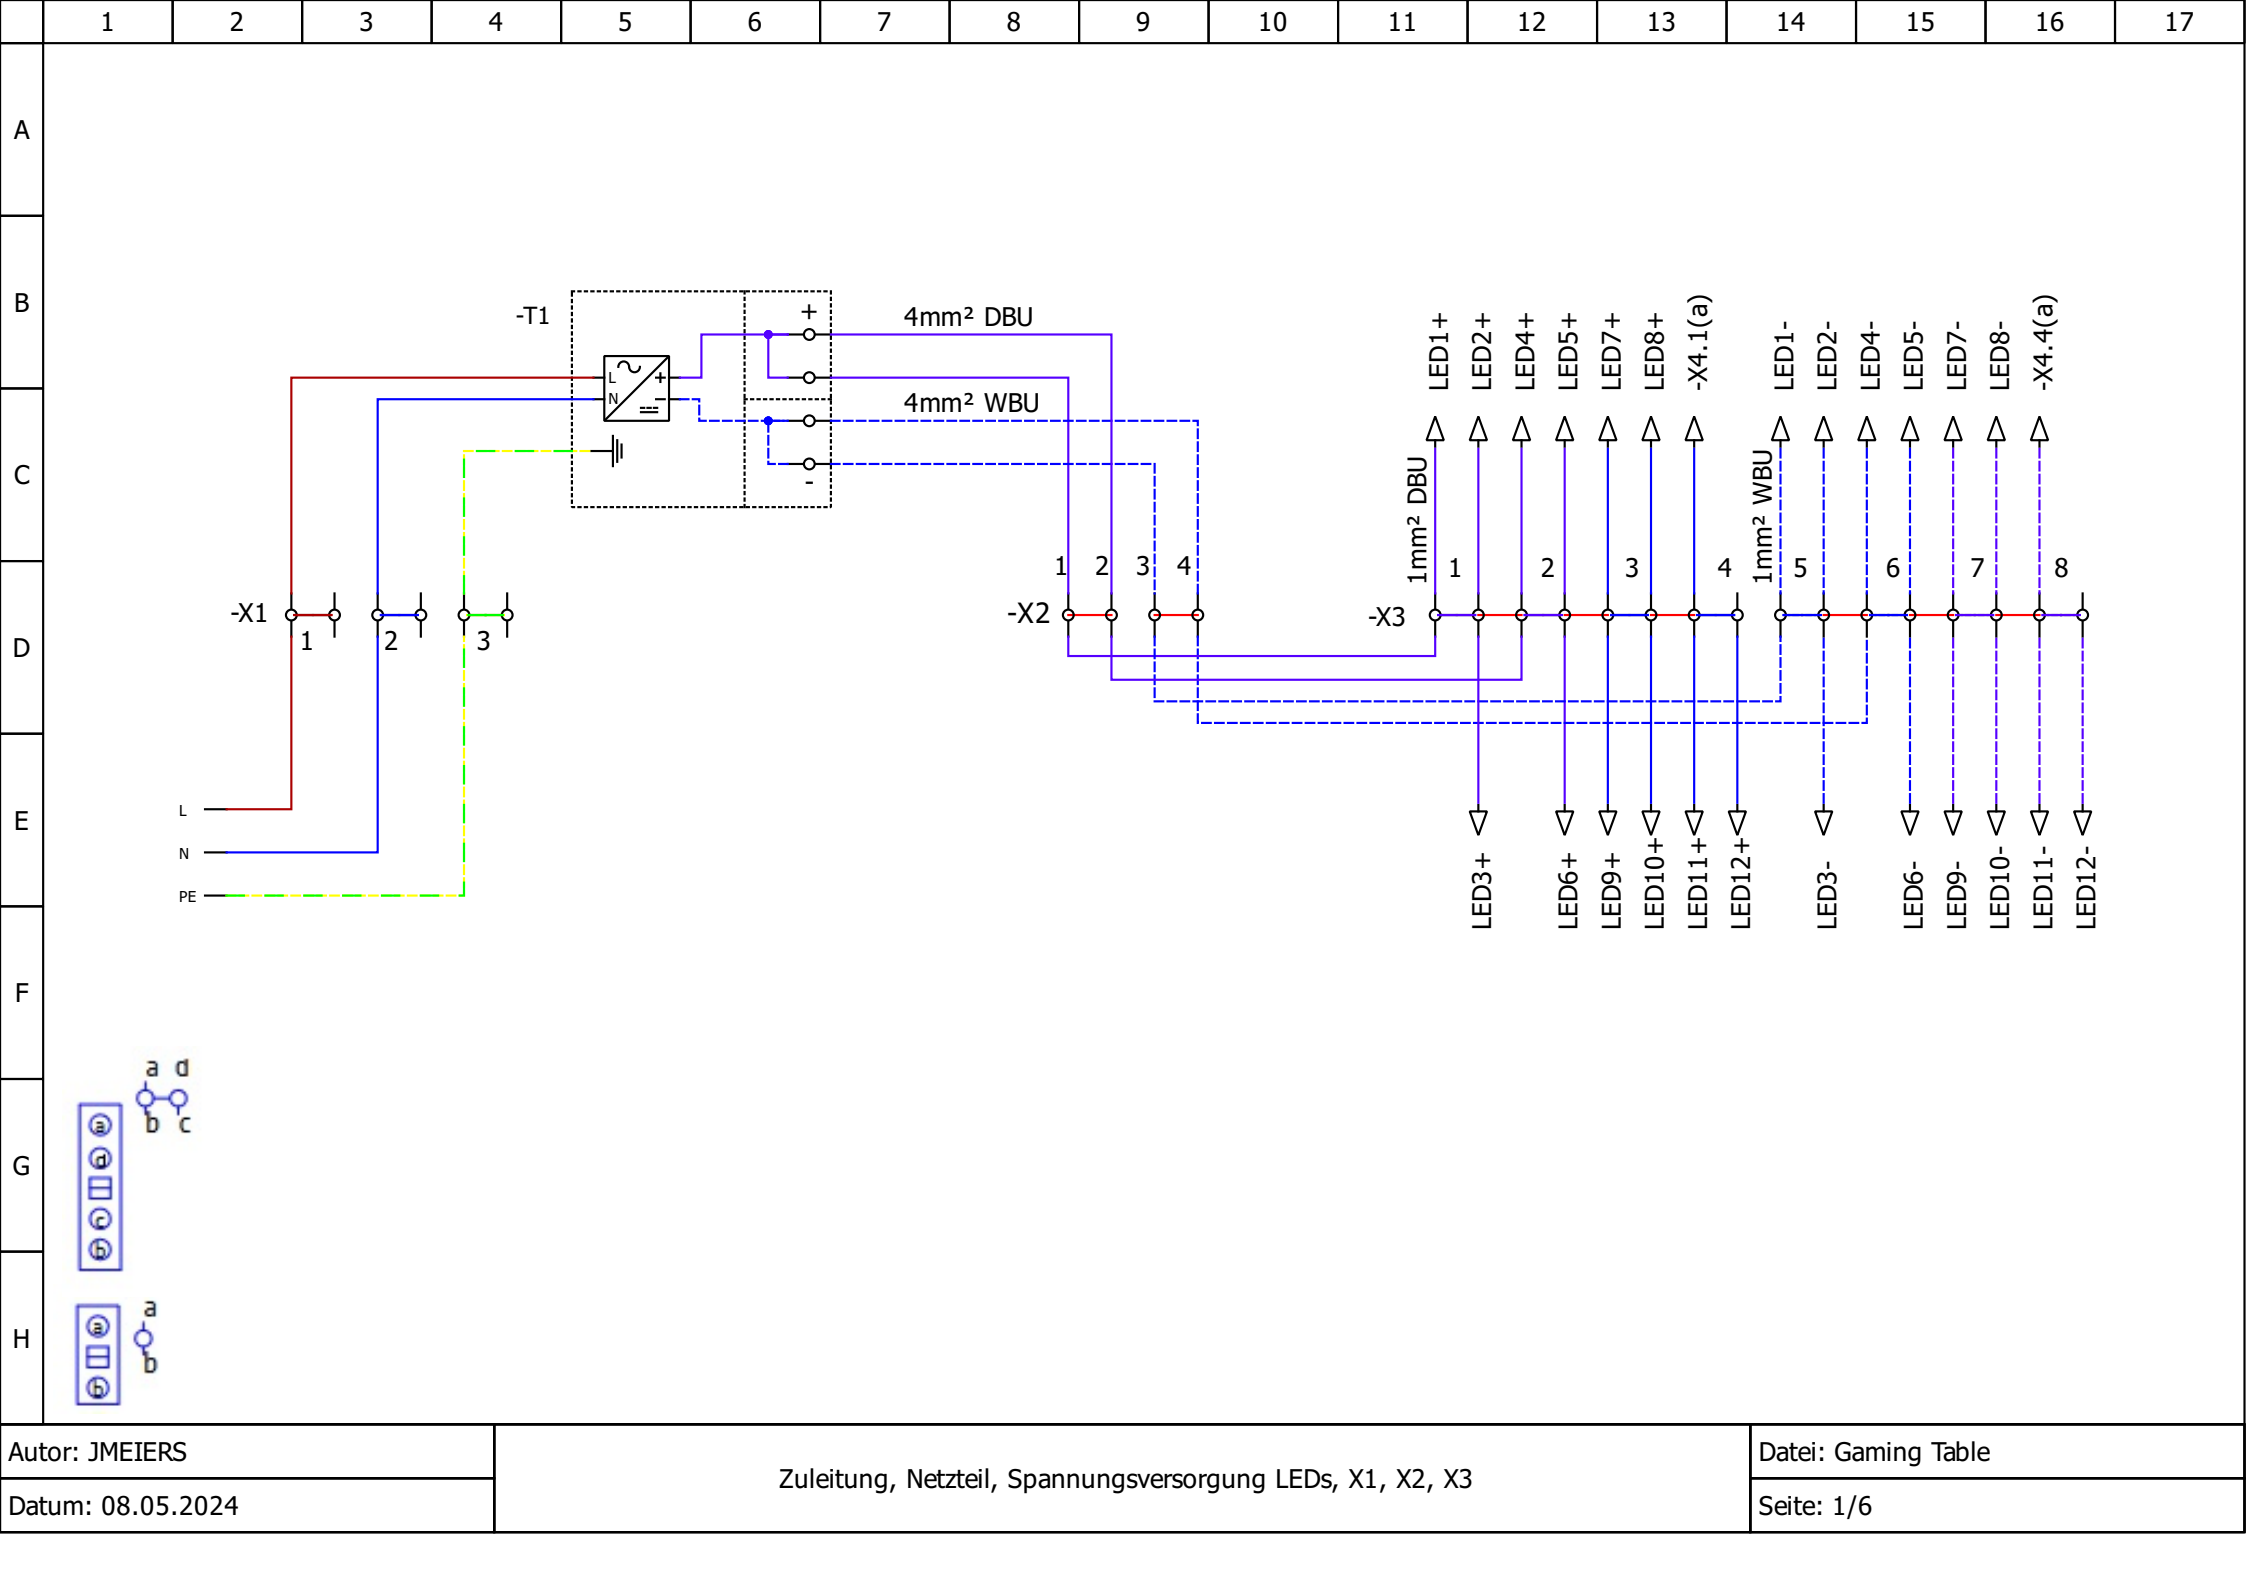 1 2 3 4 5 6 7 8 9 10 11 12 13 14 15 16 17
A
B
C
D
E
F
G
H
-T1
+
-
L
N
+
4mm² DBU
4mm² WBU
-X1
1
2
3
L
N
PE
-X2
1
2
3
4
-X3
1mm² DBU
1
2
3
4
1mm² WBU
5
6
7
8
LED1+
LED2+
LED4+
LED5+
LED7+
LED8+
-X4.1(a)
LED1-
LED2-
LED4-
LED5-
LED7-
LED8-
-X4.4(a)
LED3+
LED6+
LED9+
LED10+
LED11+
LED12+
LED3-
LED6-
LED9-
LED10-
LED11-
LED12-
a d
b c
a
d
c
b
a
b
a
b
Autor: JMEIERS
Datum: 08.05.2024
Zuleitung, Netzteil, Spannungsversorgung LEDs, X1, X2, X3
Datei: Gaming Table
Seite: 1/6